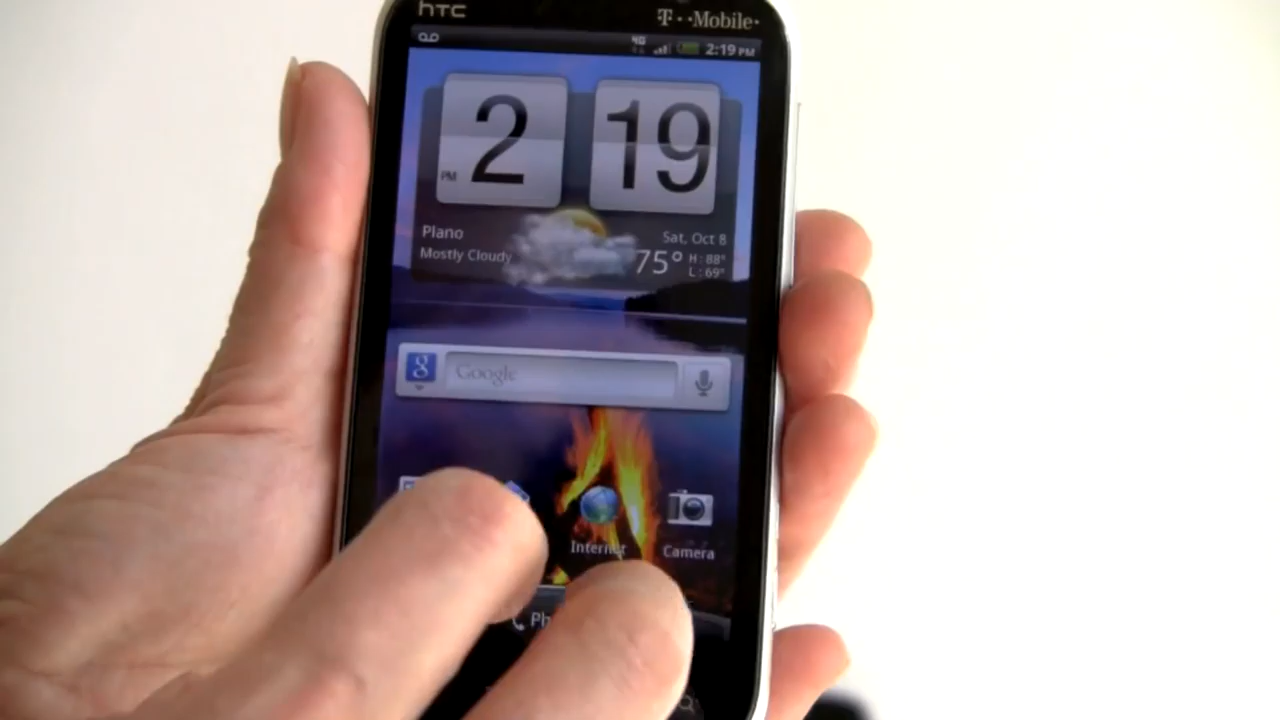 hTC T··Mobile·
4G 2:19 PM
2 19
PM
Plano
Mostly Cloudy
Sat, Oct 8
75° H: 88°
L: 69°
g Google
Internet Camera